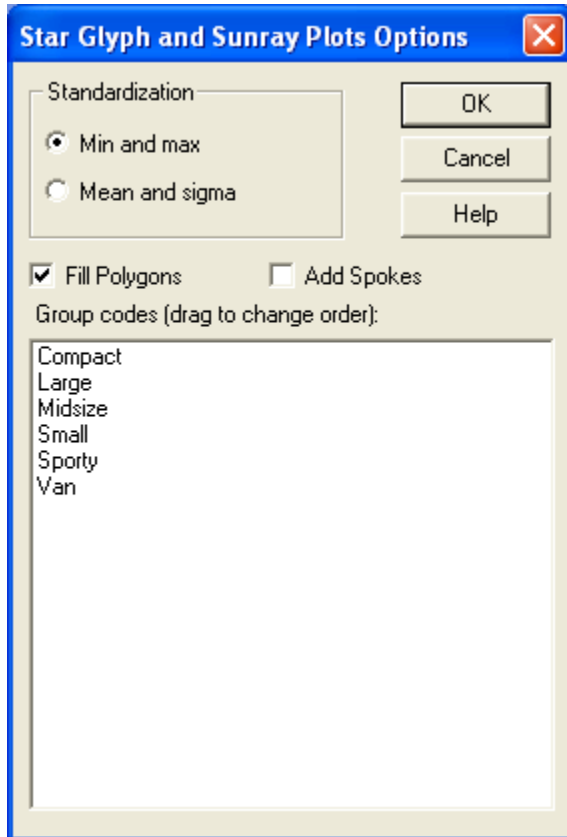 Star Glyph and Sunray Plots Options
Standardization
Min and max
Mean and sigma
OK
Cancel
Help
Fill Polygons
Add Spokes
Group codes (drag to change order):
Compact
Large
Midsize
Small
Sporty
Van